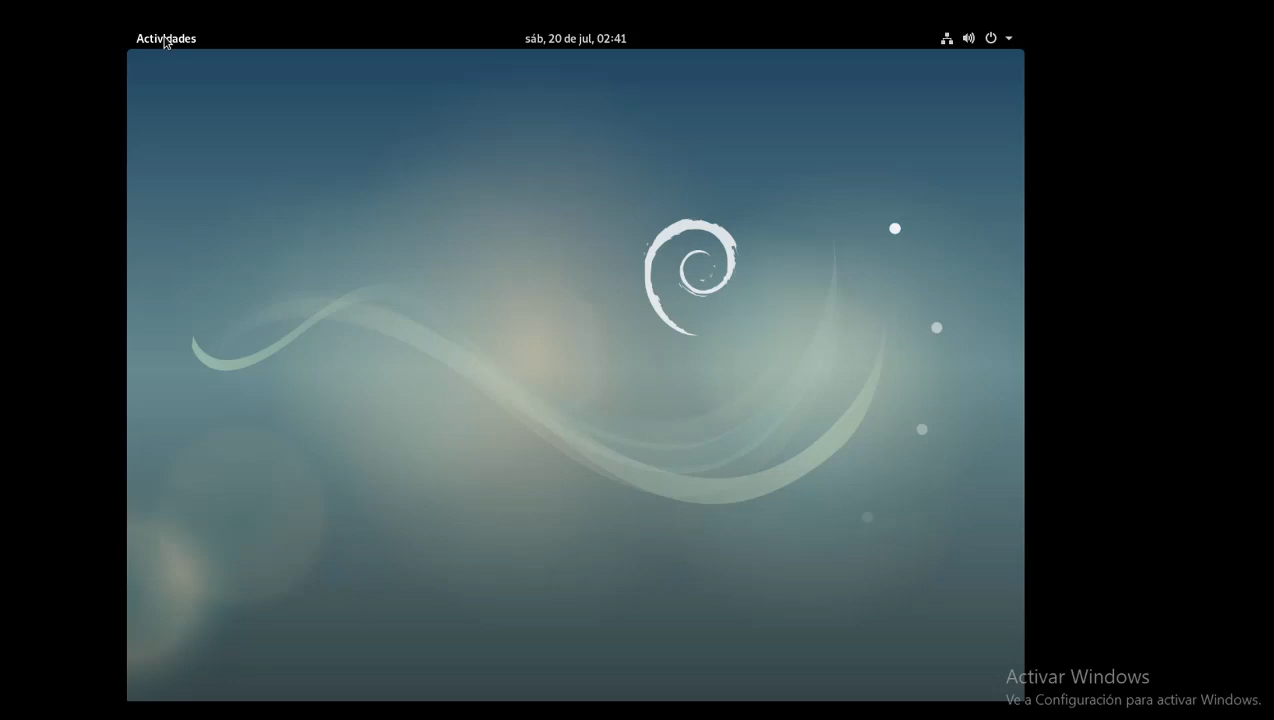 Actividades
sáb, 20 de jul, 02:41
Activar Windows
Ve a Configuración para activar Windows.